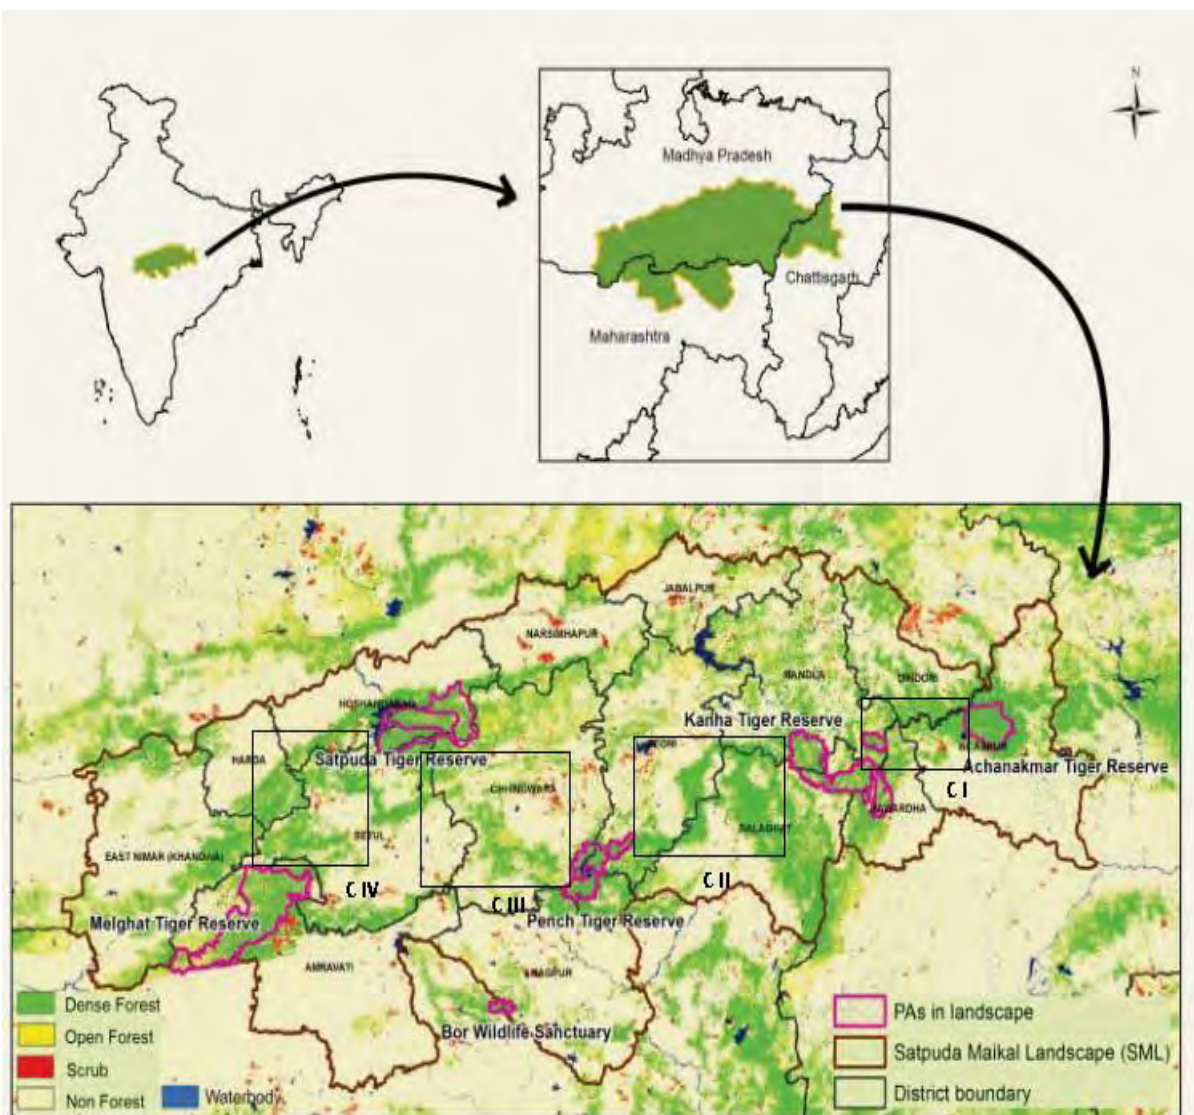 N
Madhya Pradesh
Chattisgarh
Maharashtra
JABALPUR
NARSIMHAPUR
MANDLA
DINDORI
HOSHANGABAD
Kanha Tiger Reserve
SEONI
Satpuda Tiger Reserve
HARDA
BILASPUR
Achanakmar Tiger Reserve
CHHINDWARA
C I
KAWARDHA
BALAGHAT
BETUL
EAST NIMAR (KHANDWA)
C IV
C II
C III
Melghat Tiger Reserve
Pench Tiger Reserve
AMRAVATI
NAGPUR
Bor Wildlife Sanctuary
Dense Forest
Open Forest
Scrub
Non Forest
Waterbody
PAs in landscape
Satpuda Maikal Landscape (SML)
District boundary